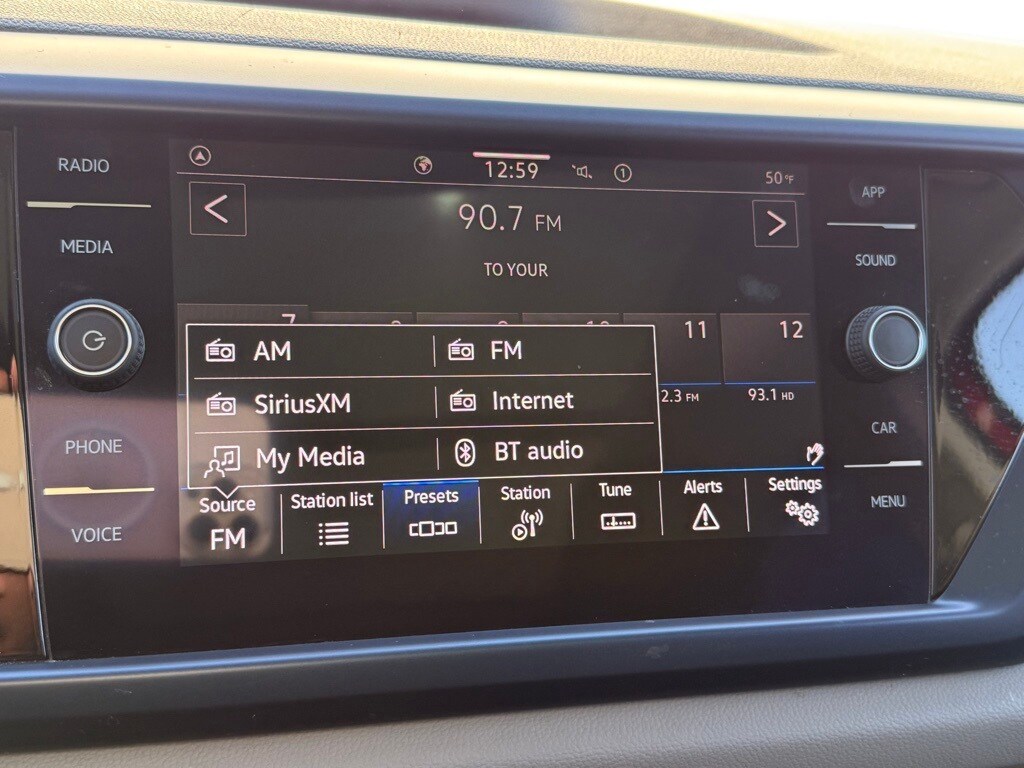 RADIO
MEDIA
PHONE
VOICE
12:59
1
50°F
90.7 FM
TO YOUR
7
11
12
2.3 FM
93.1 HD
AM
FM
SiriusXM
Internet
My Media
BT audio
Source
FM
Station list
Presets
Station
Tune
Alerts
Settings
APP
SOUND
CAR
MENU